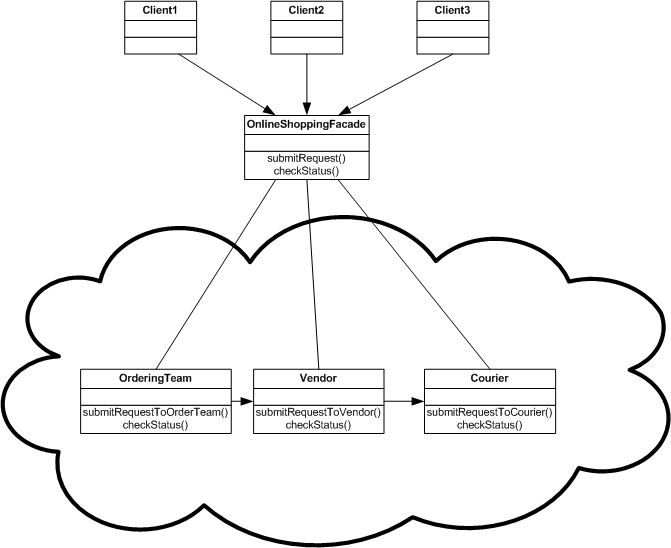 Client1
Client2
Client3
OnlineShoppingFacade
submitRequest()
checkStatus()
OrderingTeam
submitRequestToOrderTeam()
checkStatus()
Vendor
submitRequestToVendor()
checkStatus()
Courier
submitRequestToCourier()
checkStatus()